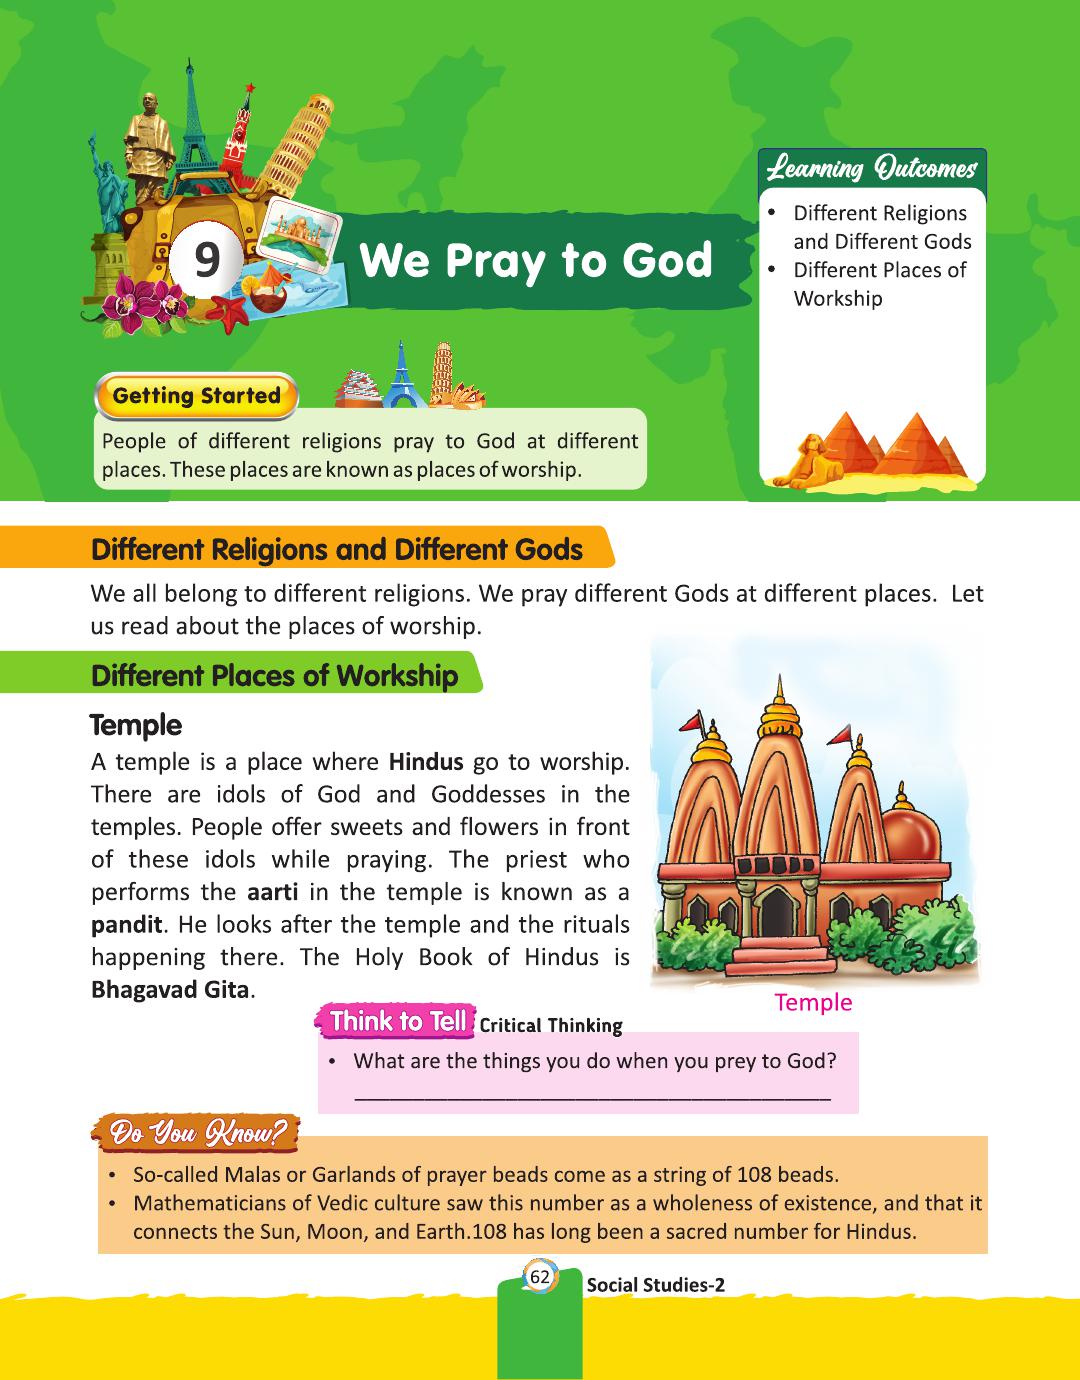 9
We Pray to God
Learning Outcomes
• Different Religions
and Different Gods
• Different Places of
Workship
Getting Started
People of different religions pray to God at different
places. These places are known as places of worship.
Different Religions and Different Gods
We all belong to different religions. We pray different Gods at different places. Let
us read about the places of worship.
Different Places of Workship
Temple
A temple is a place where Hindus go to worship.
There are idols of God and Goddesses in the
temples. People offer sweets and flowers in front
of these idols while praying. The priest who
performs the aarti in the temple is known as a
pandit. He looks after the temple and the rituals
happening there. The Holy Book of Hindus is
Bhagavad Gita.
Temple
Think to Tell Critical Thinking
• What are the things you do when you prey to God?
Do You Know?
• So-called Malas or Garlands of prayer beads come as a string of 108 beads.
• Mathematicians of Vedic culture saw this number as a wholeness of existence, and that it
connects the Sun, Moon, and Earth.108 has long been a sacred number for Hindus.
62
Social Studies-2